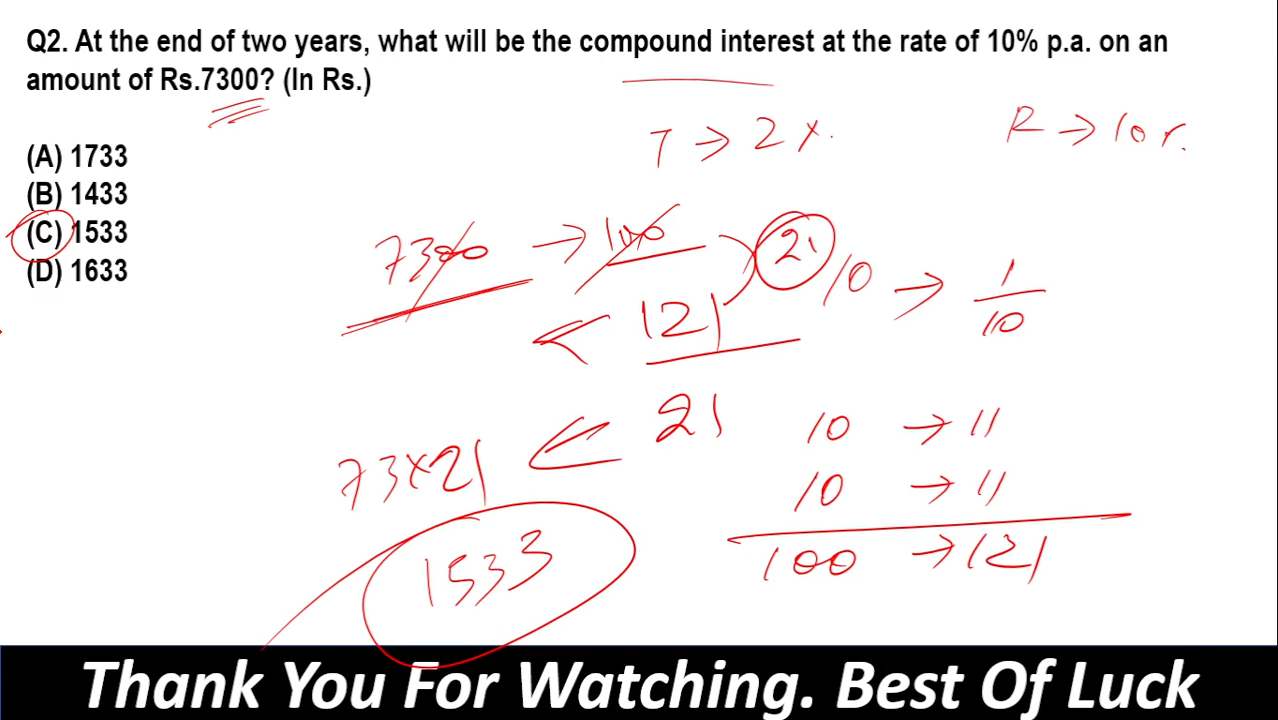 Q2. At the end of two years, what will be the compound interest at the rate of 10% p.a. on an
amount of Rs.7300? (In Rs.)
T → 2 y.
R → 10 %.
(A) 1733
(B) 1433
(C) 1533
(D) 1633
7300 → 100
21
10 → 1/10
< 121
73×21 < 21
10 → 11
10 → 11
100 → 121
1533
Thank You For Watching. Best Of Luck